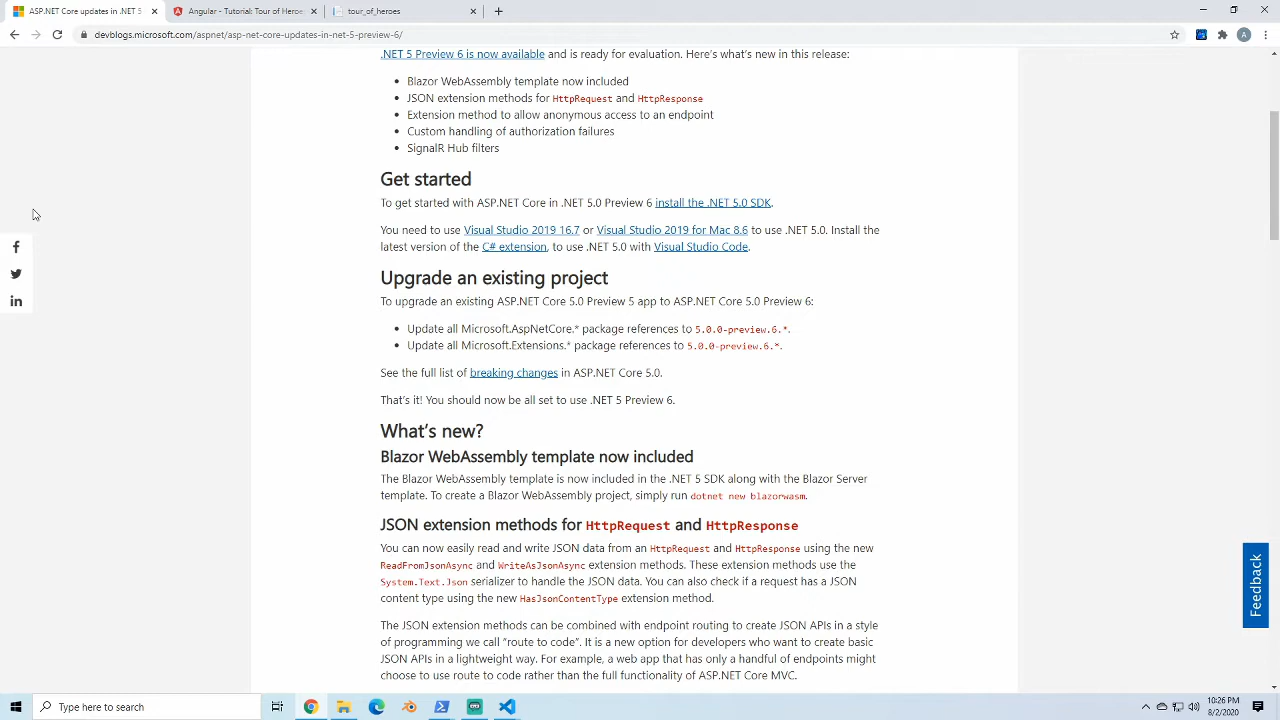 ASP.NET Core updates in .NET 5
Angular - Tutorial: Tour of Heroes
tour_of_heroes
devblogs.microsoft.com/aspnet/asp-net-core-updates-in-net-5-preview-6/
A
.NET 5 Preview 6 is now available and is ready for evaluation. Here's what's new in this release:
• Blazor WebAssembly template now included
• JSON extension methods for HttpRequest and HttpResponse
• Extension method to allow anonymous access to an endpoint
• Custom handling of authorization failures
• SignalR Hub filters
Get started
To get started with ASP.NET Core in .NET 5.0 Preview 6 install the .NET 5.0 SDK.
You need to use Visual Studio 2019 16.7 or Visual Studio 2019 for Mac 8.6 to use .NET 5.0. Install the
latest version of the C# extension, to use .NET 5.0 with Visual Studio Code.
Upgrade an existing project
To upgrade an existing ASP.NET Core 5.0 Preview 5 app to ASP.NET Core 5.0 Preview 6:
• Update all Microsoft.AspNetCore.* package references to 5.0.0-preview.6.*.
• Update all Microsoft.Extensions.* package references to 5.0.0-preview.6.*.
See the full list of breaking changes in ASP.NET Core 5.0.
That's it! You should now be all set to use .NET 5 Preview 6.
What's new?
Blazor WebAssembly template now included
The Blazor WebAssembly template is now included in the .NET 5 SDK along with the Blazor Server
template. To create a Blazor WebAssembly project, simply run dotnet new blazorwasm.
JSON extension methods for HttpRequest and HttpResponse
You can now easily read and write JSON data from an HttpRequest and HttpResponse using the new
ReadFromJsonAsync and WriteAsJsonAsync extension methods. These extension methods use the
System.Text.Json serializer to handle the JSON data. You can also check if a request has a JSON
content type using the new HasJsonContentType extension method.
The JSON extension methods can be combined with endpoint routing to create JSON APIs in a style
of programming we call "route to code". It is a new option for developers who want to create basic
JSON APIs in a lightweight way. For example, a web app that has only a handful of endpoints might
choose to use route to code rather than the full functionality of ASP.NET Core MVC.
Feedback
Type here to search
10:26 PM
8/2/2020